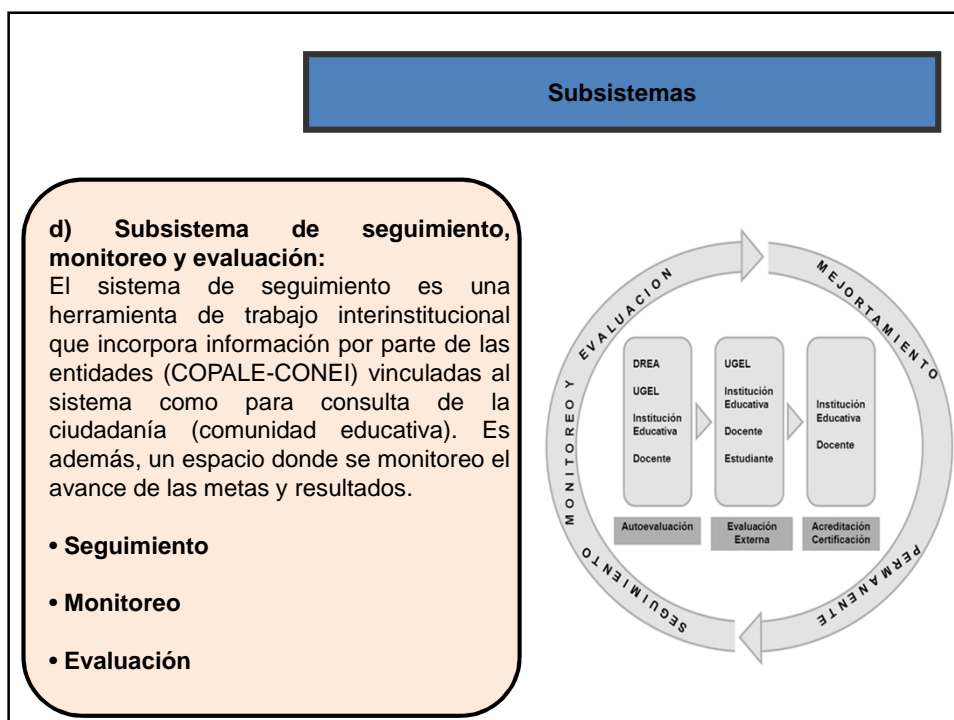 Subsistemas
d) Subsistema de seguimiento,
monitoreo y evaluación:
El sistema de seguimiento es una
herramienta de trabajo interinstitucional
que incorpora información por parte de las
entidades (COPALE-CONEI) vinculadas al
sistema como para consulta de la
ciudadanía (comunidad educativa). Es
además, un espacio donde se monitoreo el
avance de las metas y resultados.
• Seguimiento
• Monitoreo
• Evaluación
SEGUIMIENTO MONITOREO Y EVALUACION
MEJORTAMIENTO PERMANENTE
DREA
UGEL
Institución
Educativa
Docente
Autoevaluación
UGEL
Institución
Educativa
Docente
Estudiante
Evaluación
Externa
Institución
Educativa
Docente
Acreditación
Certificación